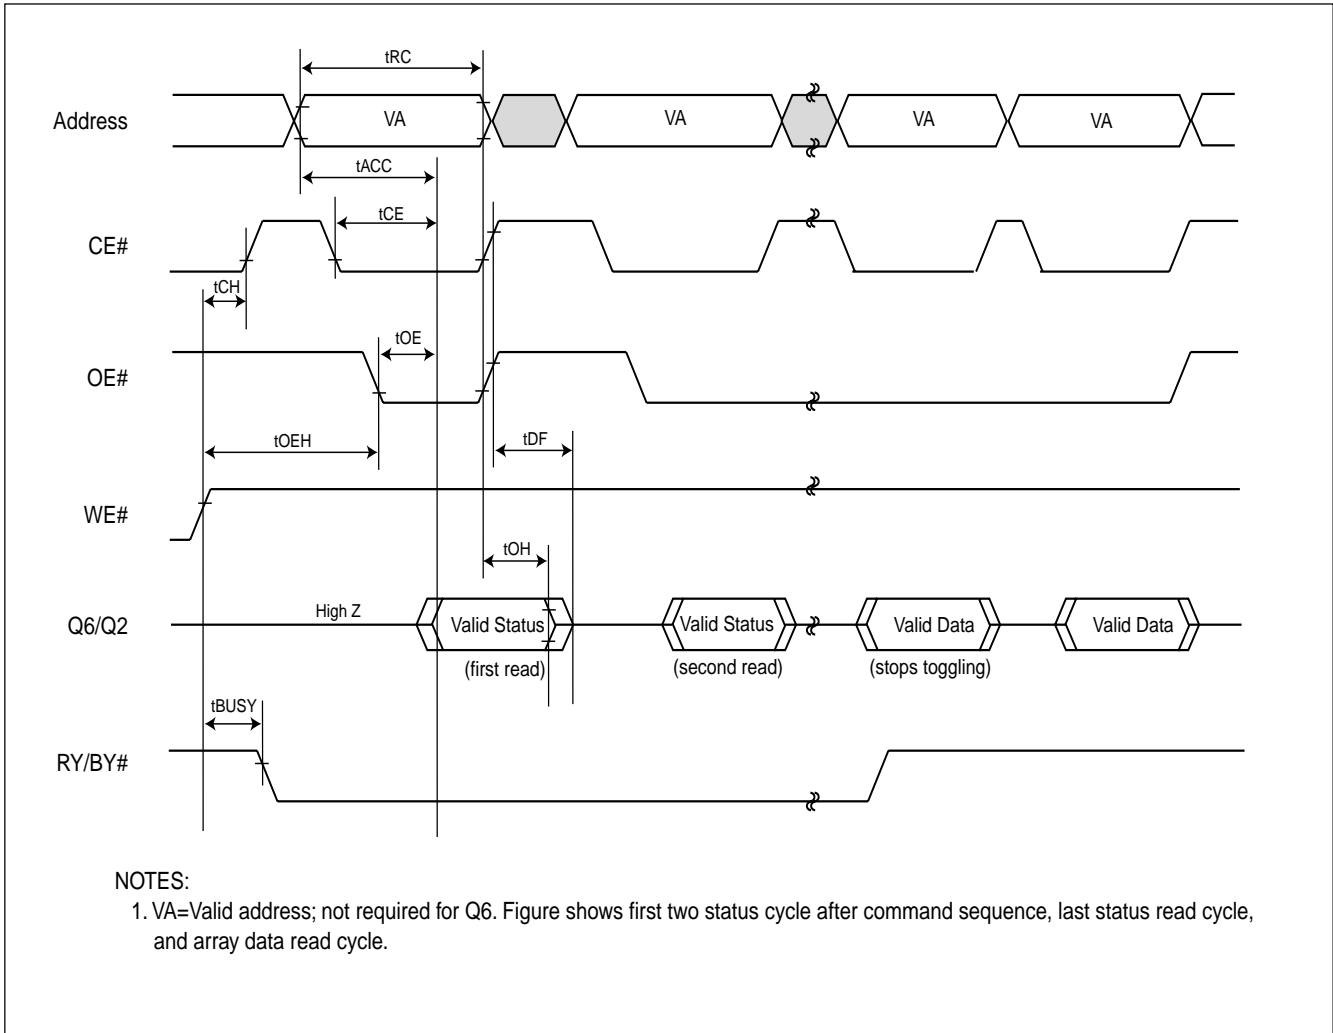 tRC
Address
VA
VA
VA
VA
tACC
tCE
CE#
tCH
tOE
OE#
tOEH
tDF
WE#
tOH
High Z
Q6/Q2
Valid Status
Valid Status
Valid Data
Valid Data
(first read)
(second read)
(stops toggling)
tBUSY
RY/BY#
NOTES:
1. VA=Valid address; not required for Q6. Figure shows first two status cycle after command sequence, last status read cycle,
and array data read cycle.